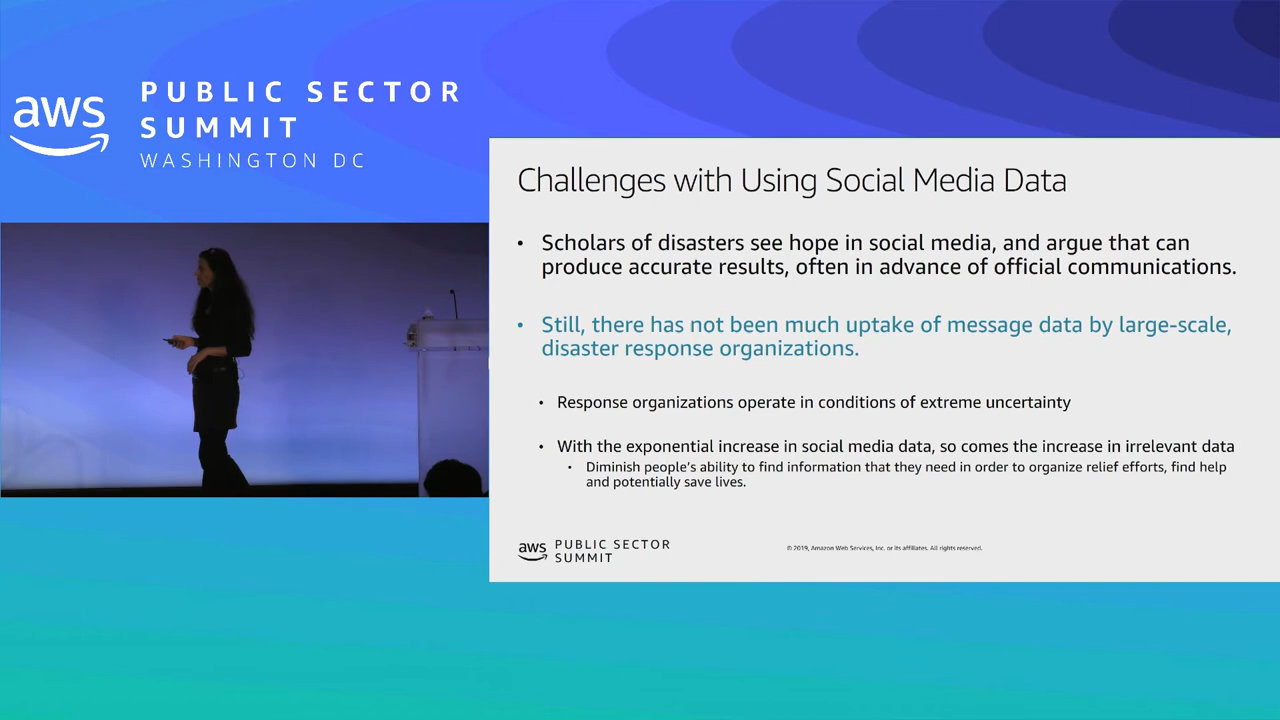 aws
PUBLIC SECTOR
SUMMIT
WASHINGTON DC
Challenges with Using Social Media Data
• Scholars of disasters see hope in social media, and argue that can
produce accurate results, often in advance of official communications.
• Still, there has not been much uptake of message data by large-scale,
disaster response organizations.
• Response organizations operate in conditions of extreme uncertainty
• With the exponential increase in social media data, so comes the increase in irrelevant data
• Diminish people's ability to find information that they need in order to organize relief efforts, find help
and potentially save lives.
aws
PUBLIC SECTOR
SUMMIT
© 2019, Amazon Web Services, Inc. or its affiliates. All rights reserved.